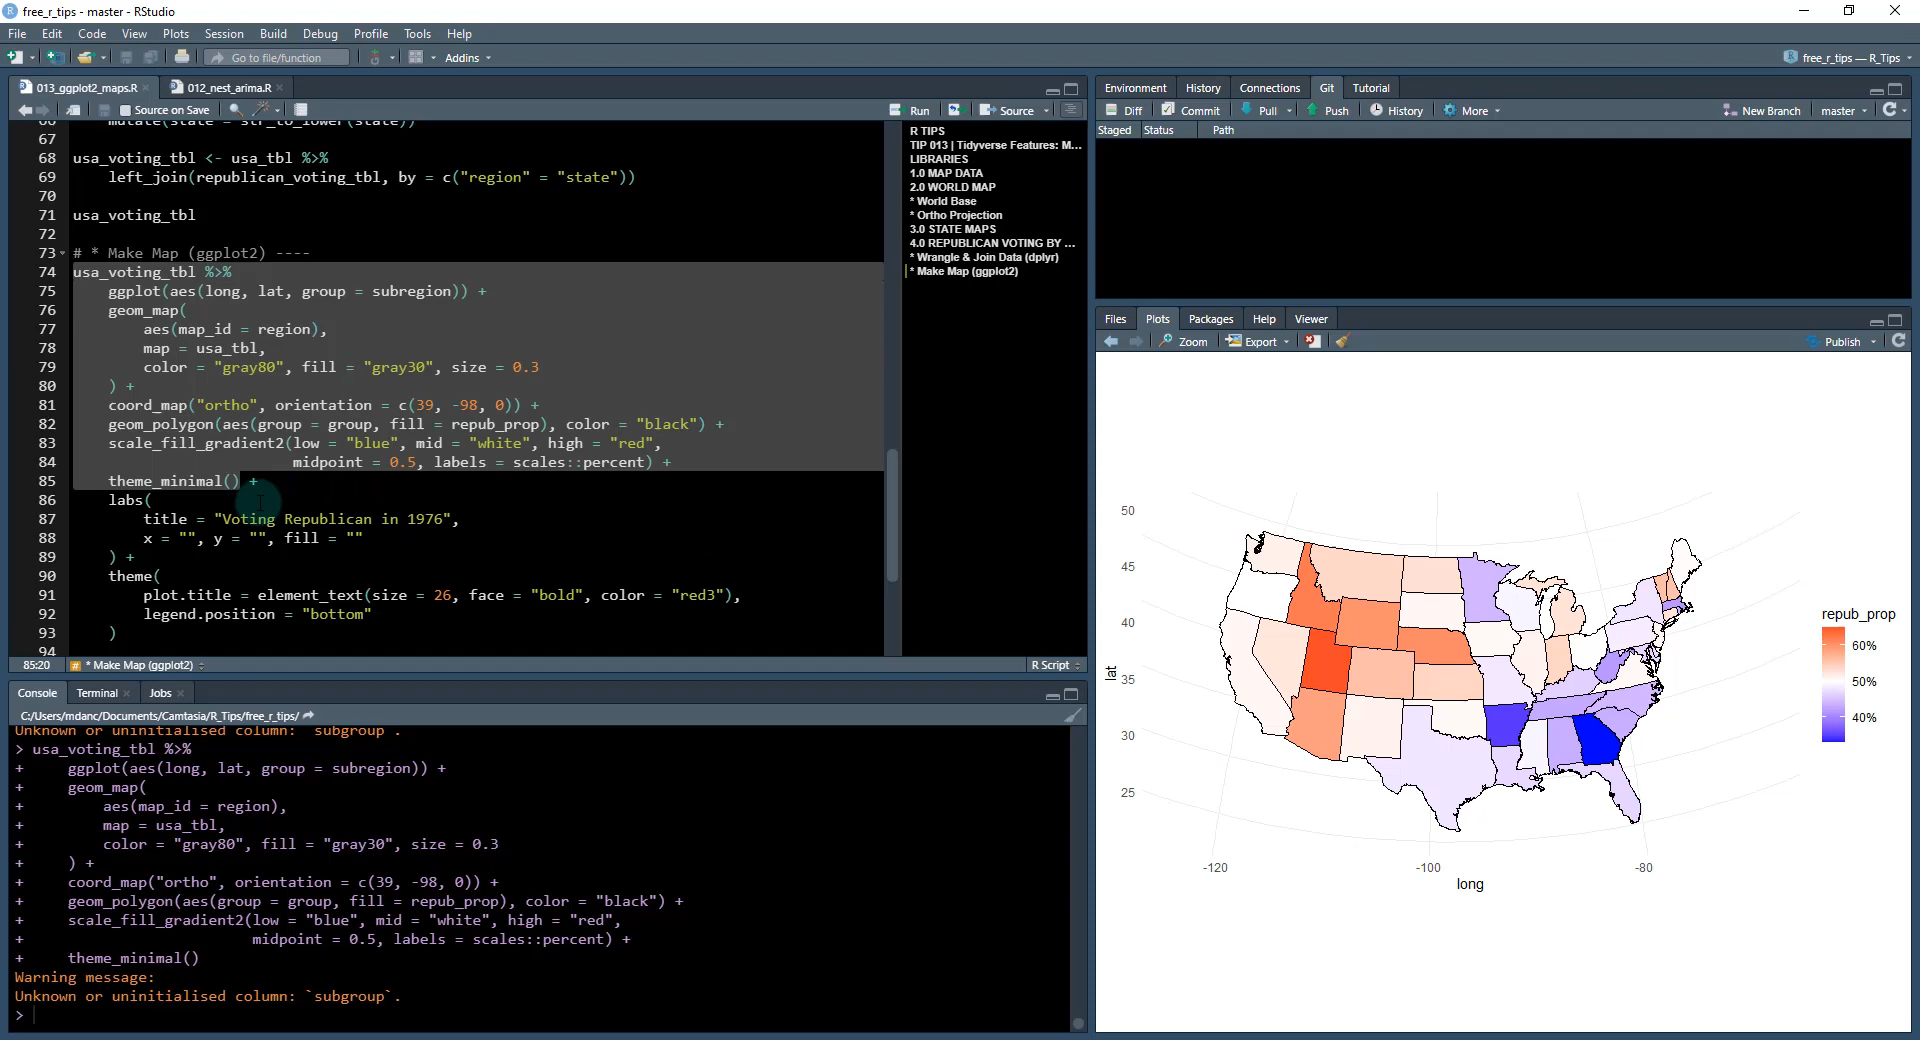 free_r_tips - master - RStudio
File Edit Code View Plots Session Build Debug Profile Tools Help
Go to file/function Addins free_r_tips — R_Tips
013_ggplot2_maps.R 012_nest_arima.R
Source on Save Run Source
66 mutate(state = str_to_lower(state))
67
68 usa_voting_tbl <- usa_tbl %>%
69 left_join(republican_voting_tbl, by = c("region" = "state"))
70
71 usa_voting_tbl
72
73 # * Make Map (ggplot2) ----
74 usa_voting_tbl %>%
75 ggplot(aes(long, lat, group = subregion)) +
76 geom_map(
77 aes(map_id = region),
78 map = usa_tbl,
79 color = "gray80", fill = "gray30", size = 0.3
80 ) +
81 coord_map("ortho", orientation = c(39, -98, 0)) +
82 geom_polygon(aes(group = group, fill = repub_prop), color = "black") +
83 scale_fill_gradient2(low = "blue", mid = "white", high = "red",
84 midpoint = 0.5, labels = scales::percent) +
85 theme_minimal() +
86 labs(
87 title = "Voting Republican in 1976",
88 x = "", y = "", fill = ""
89 ) +
90 theme(
91 plot.title = element_text(size = 26, face = "bold", color = "red3"),
92 legend.position = "bottom"
93 )
94
85:20 * Make Map (ggplot2) R Script
R TIPS
TIP 013 | Tidyverse Features: M...
LIBRARIES
1.0 MAP DATA
2.0 WORLD MAP
* World Base
* Ortho Projection
3.0 STATE MAPS
4.0 REPUBLICAN VOTING BY ...
* Wrangle & Join Data (dplyr)
* Make Map (ggplot2)
Console Terminal Jobs
C:/Users/mdanc/Documents/Camtasia/R_Tips/free_r_tips/
Unknown or uninitialised column: `subgroup`.
> usa_voting_tbl %>%
+ ggplot(aes(long, lat, group = subregion)) +
+ geom_map(
+ aes(map_id = region),
+ map = usa_tbl,
+ color = "gray80", fill = "gray30", size = 0.3
+ ) +
+ coord_map("ortho", orientation = c(39, -98, 0)) +
+ geom_polygon(aes(group = group, fill = repub_prop), color = "black") +
+ scale_fill_gradient2(low = "blue", mid = "white", high = "red",
+ midpoint = 0.5, labels = scales::percent) +
+ theme_minimal()
Warning message:
Unknown or uninitialised column: `subgroup`.
>
Environment History Connections Git Tutorial
Diff Commit Pull Push History More New Branch master
Staged Status Path
Files Plots Packages Help Viewer
Zoom Export Publish
50
45
40
35
30
25
lat
-120 -100 -80
long
repub_prop
60%
50%
40%